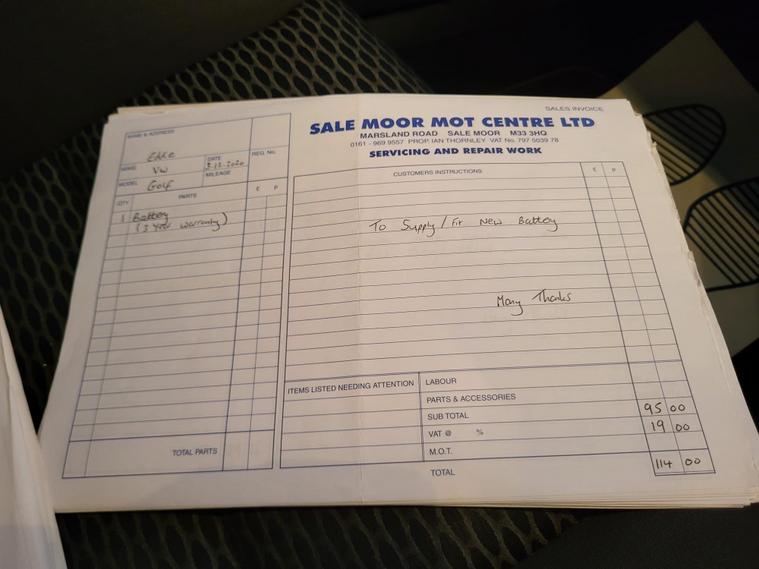 SALES INVOICE
SALE MOOR MOT CENTRE LTD
MARSLAND ROAD SALE MOOR M33 3HQ
0161 - 969 9557 PROP. IAN THORNLEY VAT No. 797 5039 78
SERVICING AND REPAIR WORK
NAME & ADDRESS
MAKE VW
DATE
REG. No.
MODEL Golf
MILEAGE
QTY PARTS £ P
1 Battery
(3 year warranty)
TOTAL PARTS
CUSTOMERS INSTRUCTIONS £ P
To Supply / Fit New Battery
Many Thanks
ITEMS LISTED NEEDING ATTENTION
LABOUR
PARTS & ACCESSORIES
SUB TOTAL 95 00
VAT @ % 19 00
M.O.T.
TOTAL 114 00